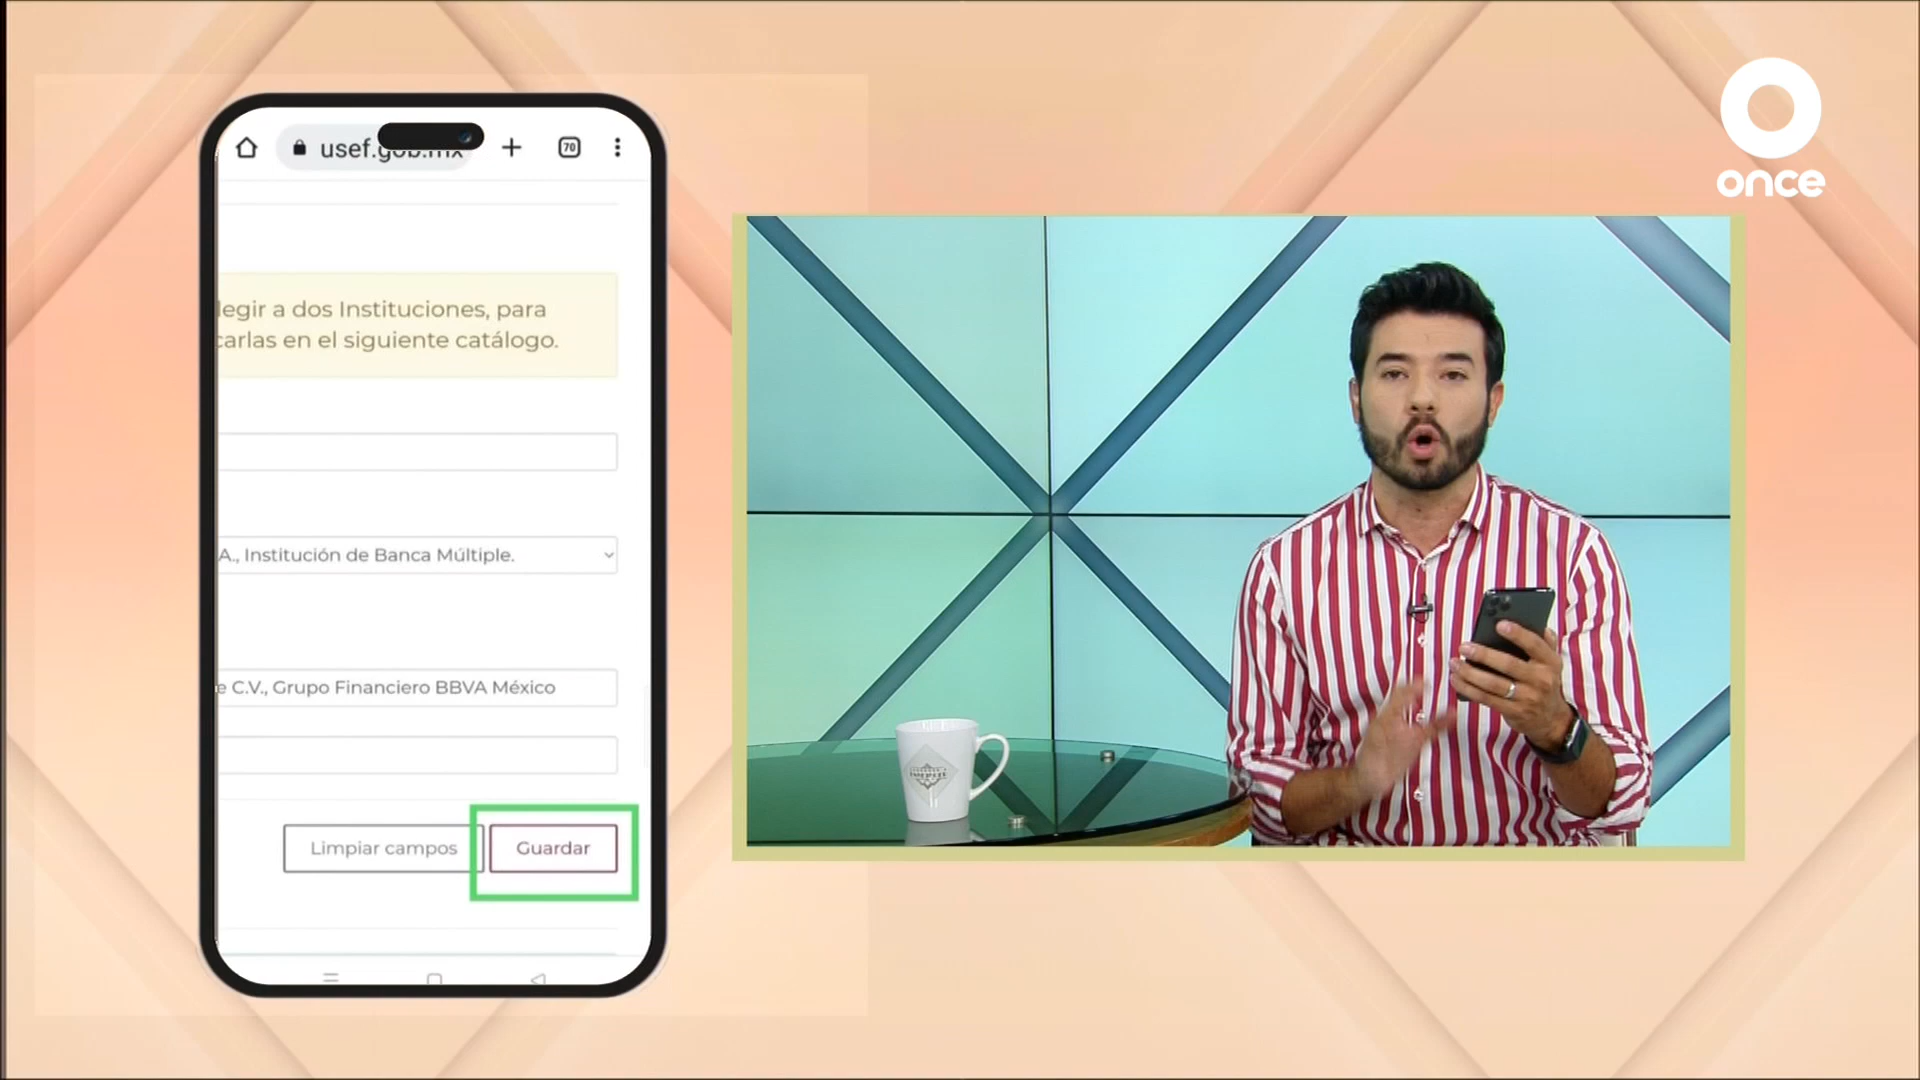 usef.gob.mx
70
legir a dos Instituciones, para
carlas en el siguiente catálogo.
A., Institución de Banca Múltiple.
e C.V., Grupo Financiero BBVA México
Limpiar campos
Guardar
once